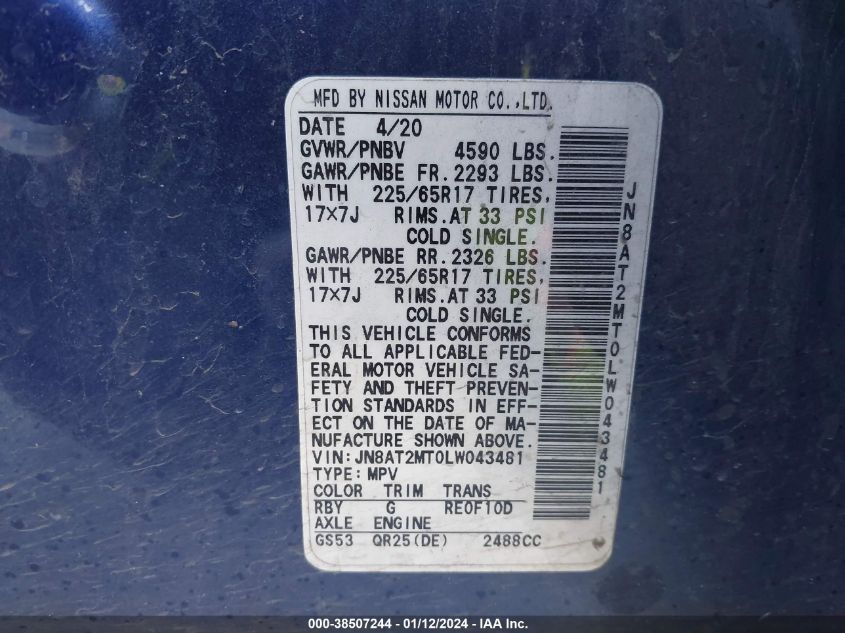 MFD BY NISSAN MOTOR CO.,LTD.
DATE 4/20
GVWR/PNBV 4590 LBS.
GAWR/PNBE FR. 2293 LBS.
WITH 225/65R17 TIRES,
17×7J RIMS. AT 33 PSI
COLD SINGLE.
GAWR/PNBE RR. 2326 LBS.
WITH 225/65R17 TIRES,
17×7J RIMS. AT 33 PSI
COLD SINGLE.
THIS VEHICLE CONFORMS
TO ALL APPLICABLE FED-
ERAL MOTOR VEHICLE SA-
FETY AND THEFT PREVEN-
TION STANDARDS IN EFF-
ECT ON THE DATE OF MA-
NUFACTURE SHOWN ABOVE.
VIN: JN8AT2MT0LW043481
TYPE: MPV
COLOR TRIM TRANS
RBY G RE0F10D
AXLE ENGINE
GS53 QR25(DE) 2488CC
JN8AT2MT0LW043481
000-38507244 - 01/12/2024 - IAA Inc.